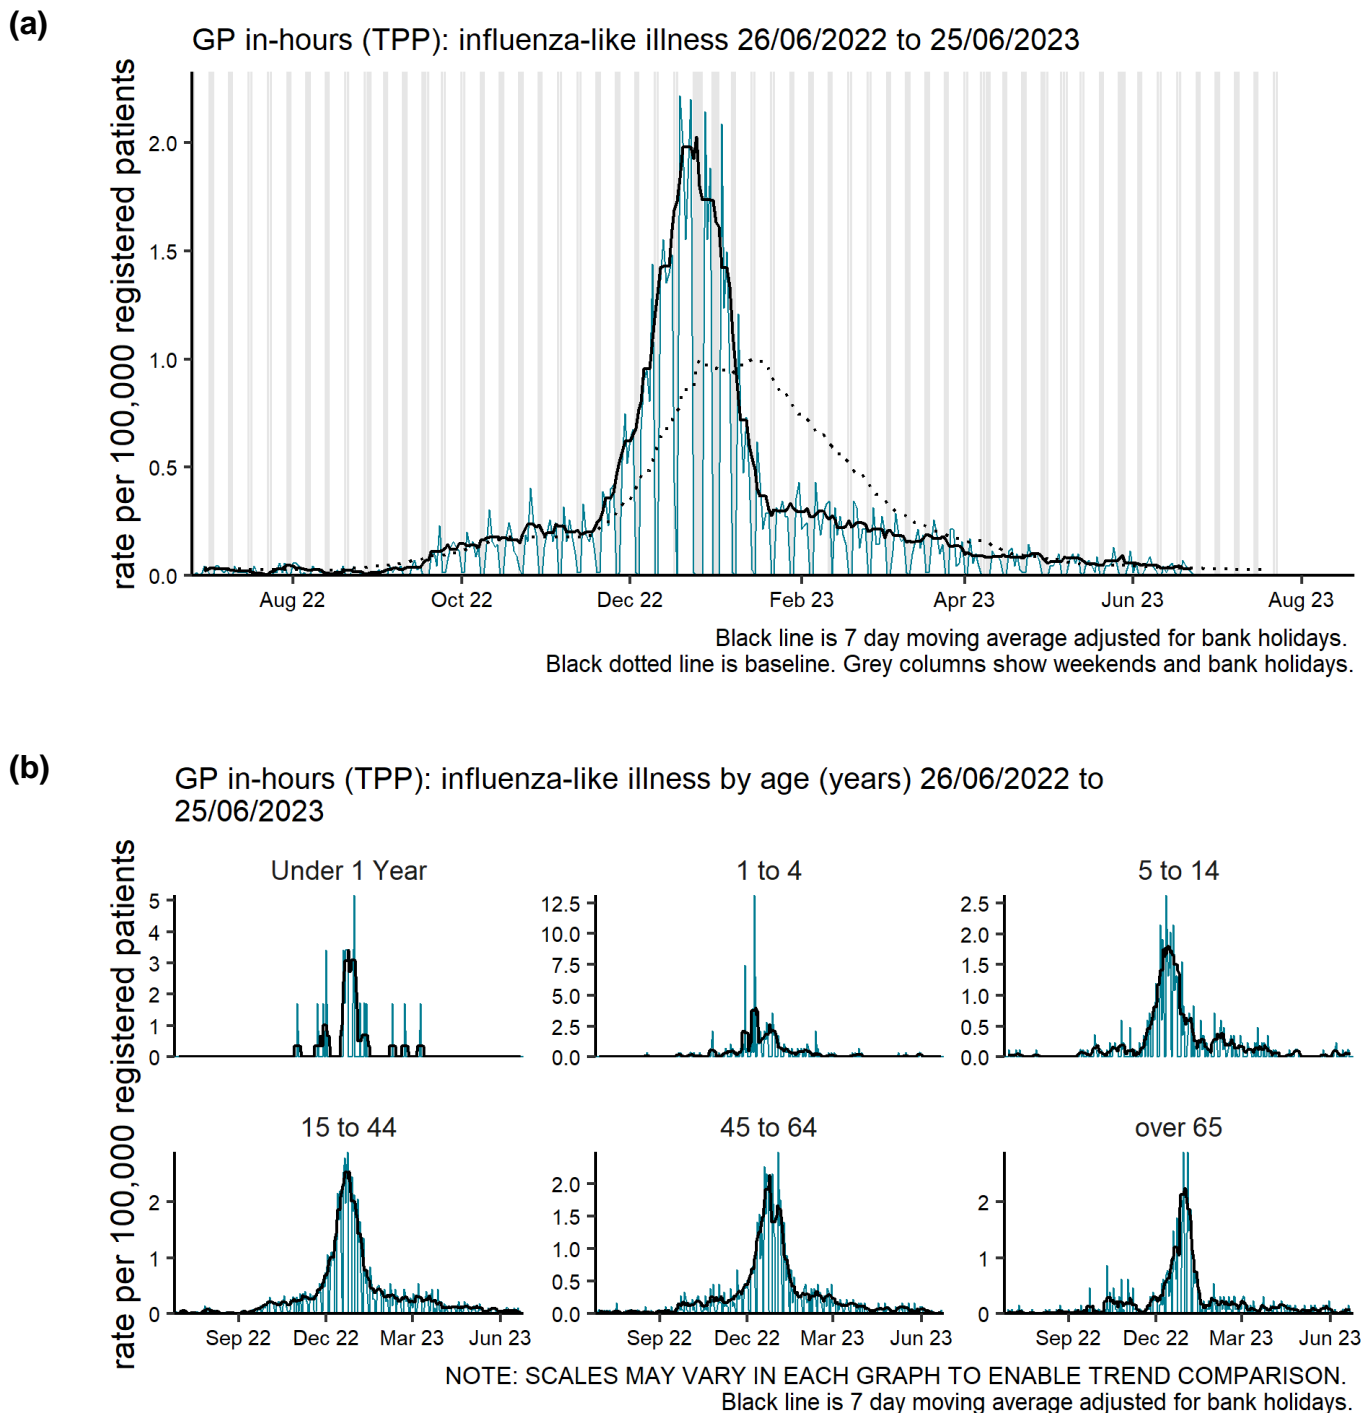 (a)
GP in-hours (TPP): influenza-like illness 26/06/2022 to 25/06/2023
rate per 100,000 registered patients
2.0
1.5
1.0
0.5
0.0
Aug 22 Oct 22 Dec 22 Feb 23 Apr 23 Jun 23 Aug 23
Black line is 7 day moving average adjusted for bank holidays.
Black dotted line is baseline. Grey columns show weekends and bank holidays.
(b)
GP in-hours (TPP): influenza-like illness by age (years) 26/06/2022 to
25/06/2023
rate per 100,000 registered patients
Under 1 Year
5
4
3
2
1
0
1 to 4
12.5
10.0
7.5
5.0
2.5
0.0
5 to 14
2.5
2.0
1.5
1.0
0.5
0.0
15 to 44
2
1
0
Sep 22 Dec 22 Mar 23 Jun 23
45 to 64
2.0
1.5
1.0
0.5
0.0
Sep 22 Dec 22 Mar 23 Jun 23
over 65
2
1
0
Sep 22 Dec 22 Mar 23 Jun 23
NOTE: SCALES MAY VARY IN EACH GRAPH TO ENABLE TREND COMPARISON.
Black line is 7 day moving average adjusted for bank holidays.